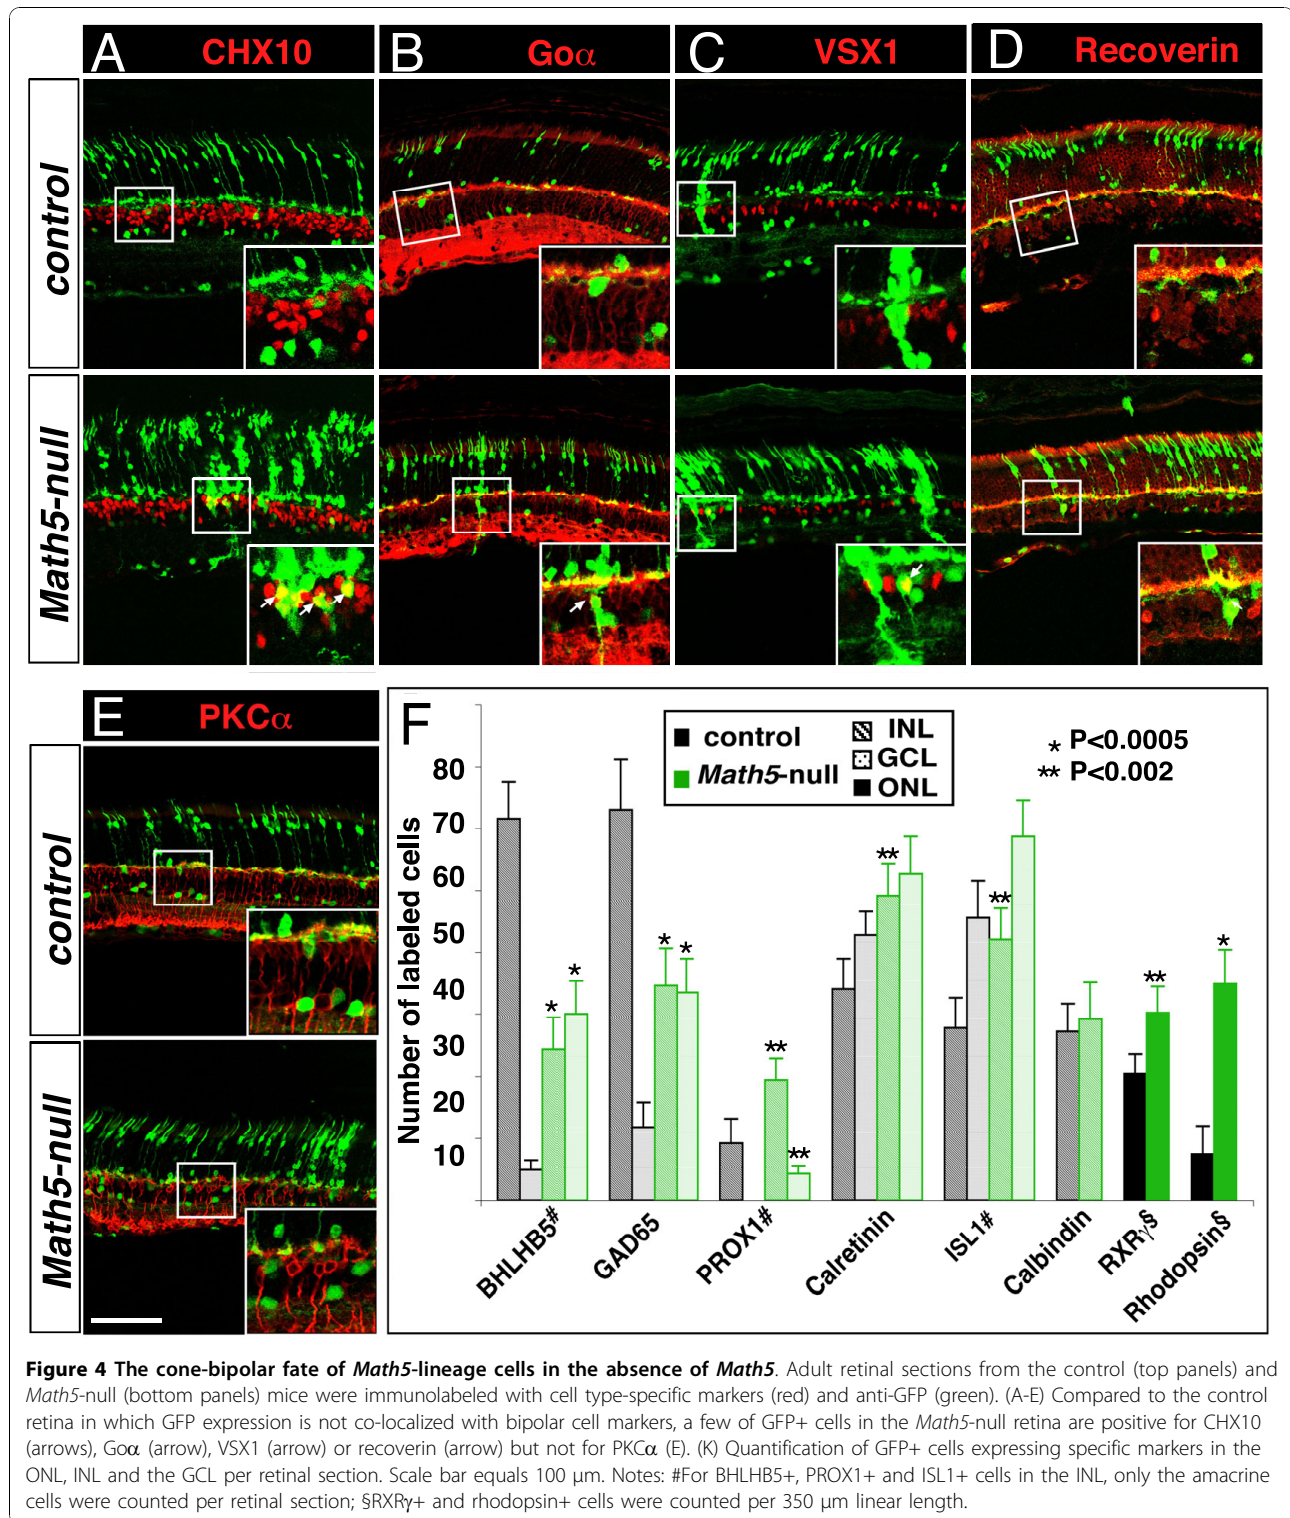 A CHX10
B Goα
C VSX1
D Recoverin
control
Math5-null
E PKCα
control
Math5-null
F
control
Math5-null
INL
GCL
ONL
* P<0.0005
** P<0.002
Number of labeled cells
80
70
60
50
40
30
20
10
* *
* *
** **
**
**
**
*
BHLHB5#
GAD65
PROX1#
Calretinin
ISL1#
Calbindin
RXRγ§
Rhodopsin§
Figure 4 The cone-bipolar fate of Math5-lineage cells in the absence of Math5. Adult retinal sections from the control (top panels) and
Math5-null (bottom panels) mice were immunolabeled with cell type-specific markers (red) and anti-GFP (green). (A-E) Compared to the control
retina in which GFP expression is not co-localized with bipolar cell markers, a few of GFP+ cells in the Math5-null retina are positive for CHX10
(arrows), Goα (arrow), VSX1 (arrow) or recoverin (arrow) but not for PKCα (E). (K) Quantification of GFP+ cells expressing specific markers in the
ONL, INL and the GCL per retinal section. Scale bar equals 100 μm. Notes: #For BHLHB5+, PROX1+ and ISL1+ cells in the INL, only the amacrine
cells were counted per retinal section; §RXRγ+ and rhodopsin+ cells were counted per 350 μm linear length.